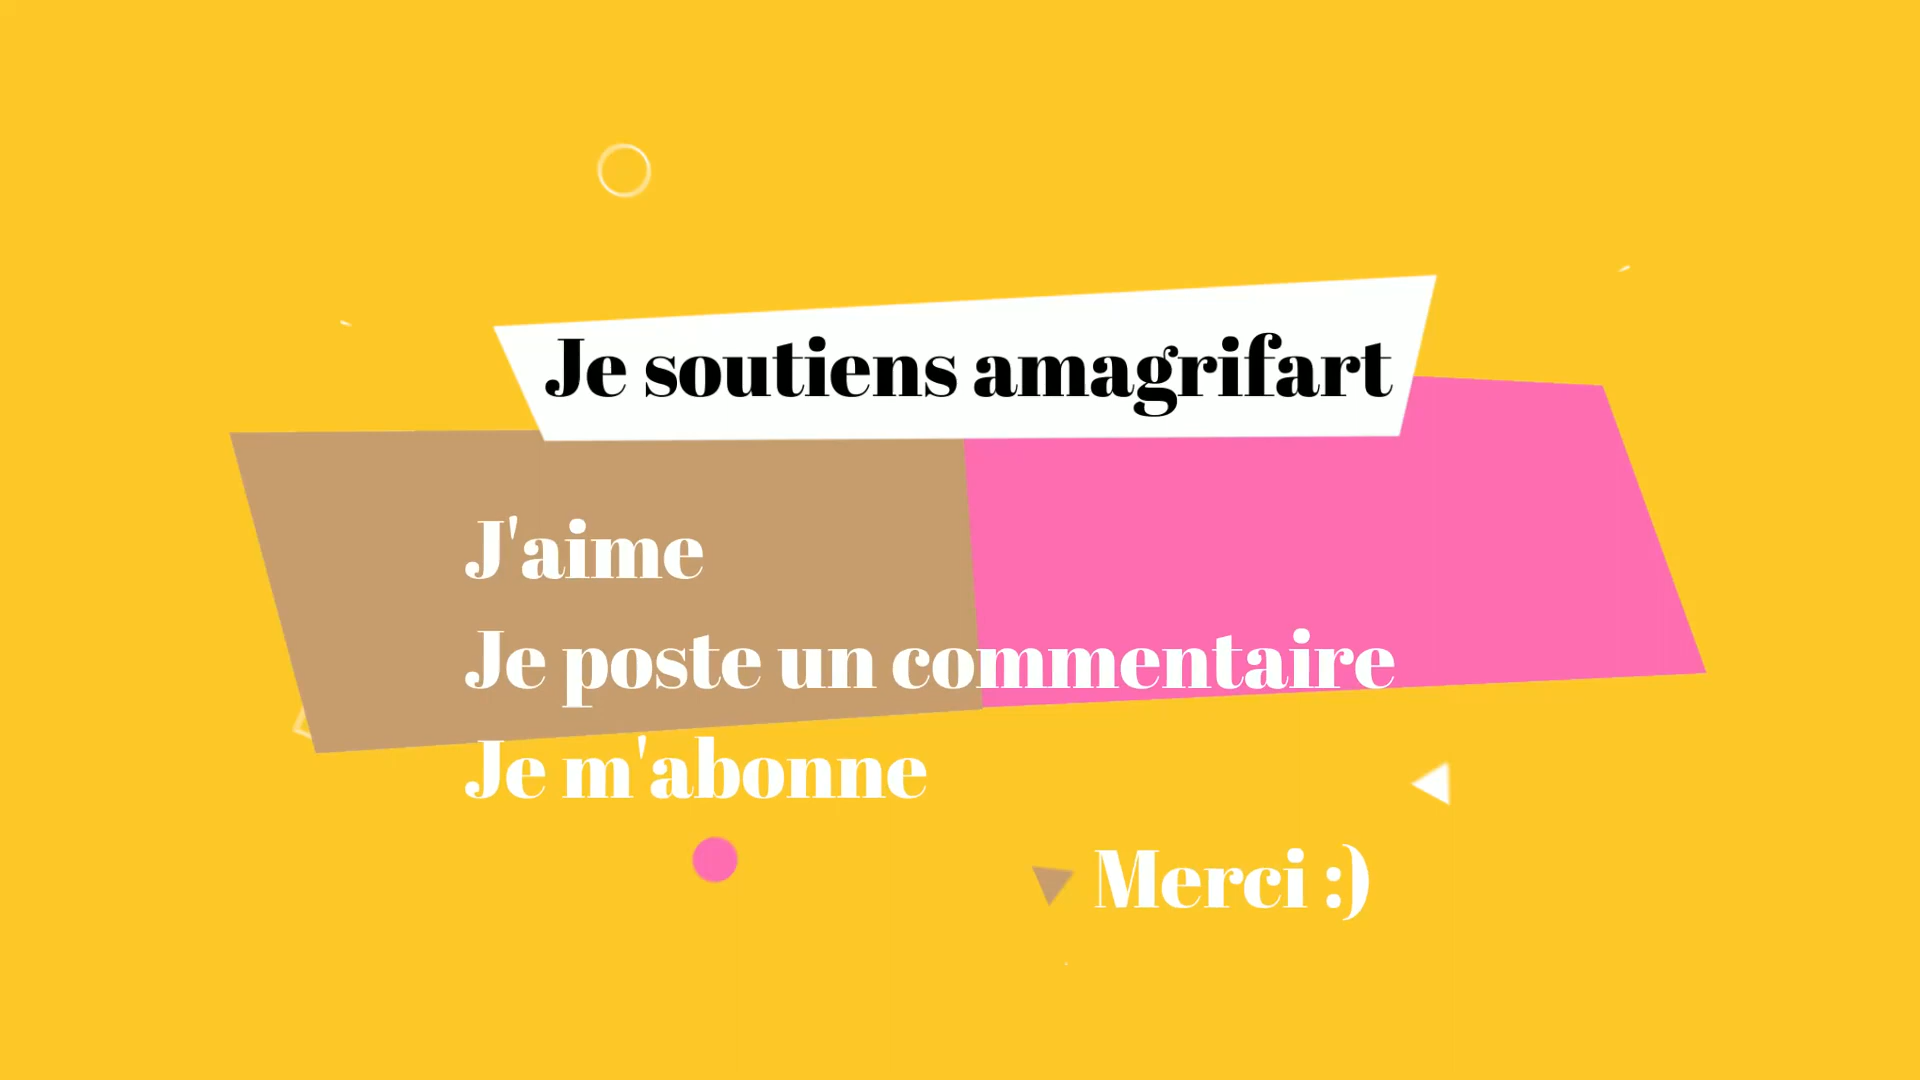 Je soutiens amagrifart
J'aime
Je poste un commentaire
Je m'abonne
Merci :)